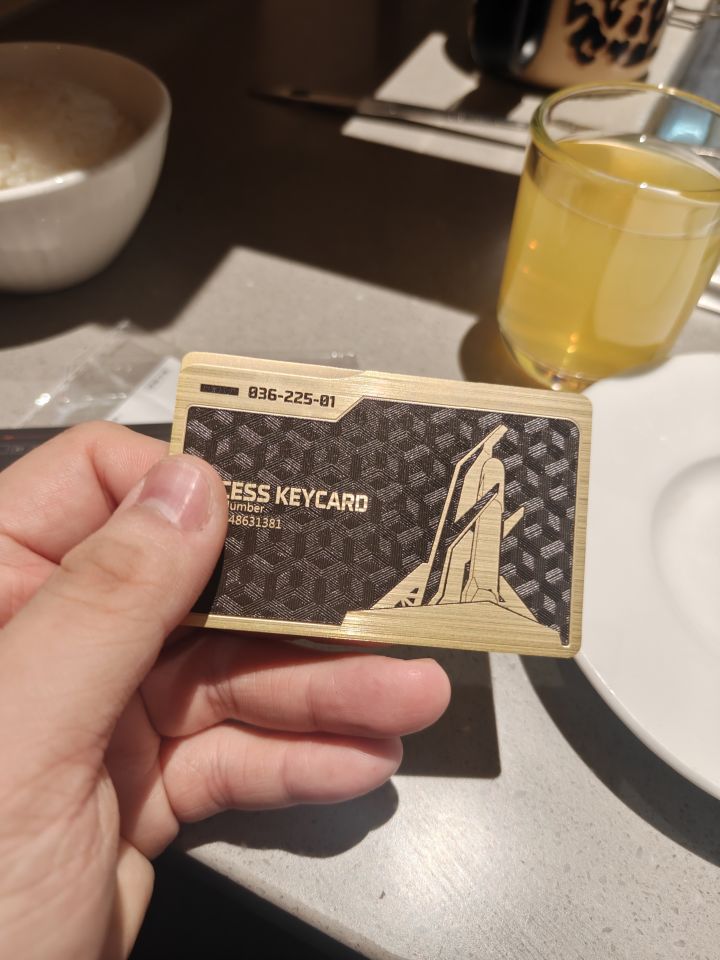 036-225-01
CESS KEYCARD
umber
48631381